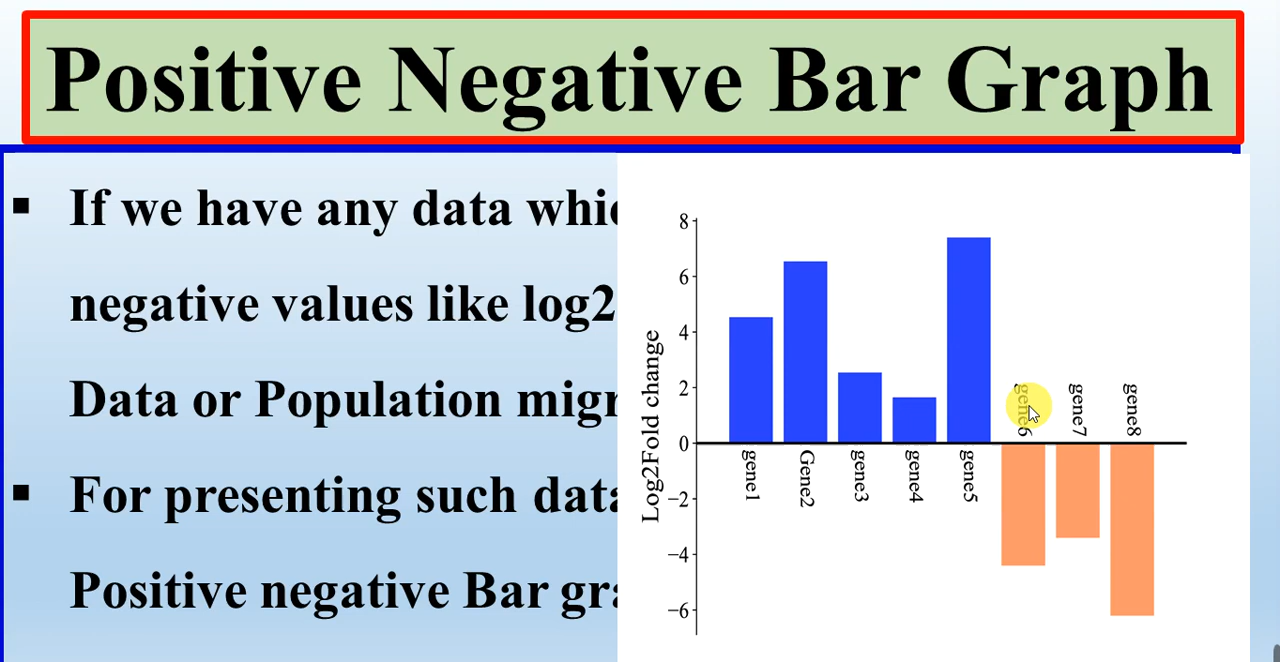 Positive Negative Bar Graph
▪ If we have any data whic
negative values like log2
Data or Population migr
▪ For presenting such data
Positive negative Bar gra
Log2Fold change
8
6
4
2
0
−2
−4
−6
gene1
Gene2
gene3
gene4
gene5
gene6
gene7
gene8